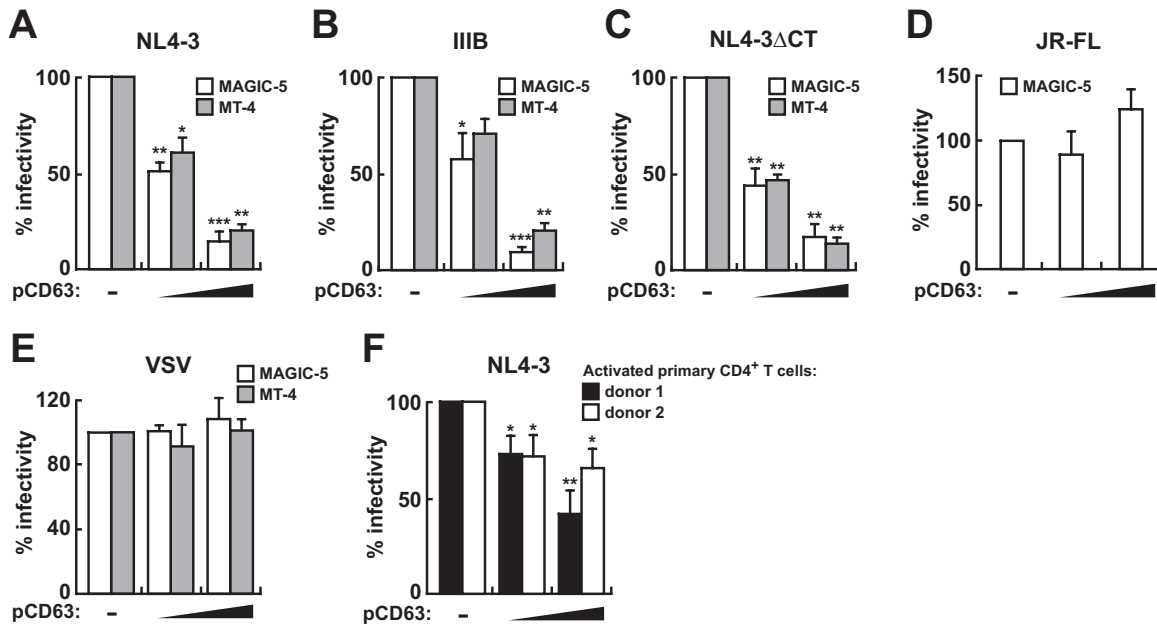 A
NL4-3
% infectivity
100
50
0
MAGIC-5
MT-4
**
*
***
**
pCD63:
–
B
IIIB
% infectivity
100
50
0
MAGIC-5
MT-4
*
***
**
pCD63:
–
C
NL4-3ΔCT
% infectivity
100
50
0
MAGIC-5
MT-4
**
**
**
**
pCD63:
–
D
JR-FL
% infectivity
150
100
50
0
MAGIC-5
pCD63:
–
E
VSV
% infectivity
120
80
40
0
MAGIC-5
MT-4
pCD63:
–
F
NL4-3
% infectivity
100
50
0
Activated primary CD4⁺ T cells:
donor 1
donor 2
*
*
**
*
pCD63:
–